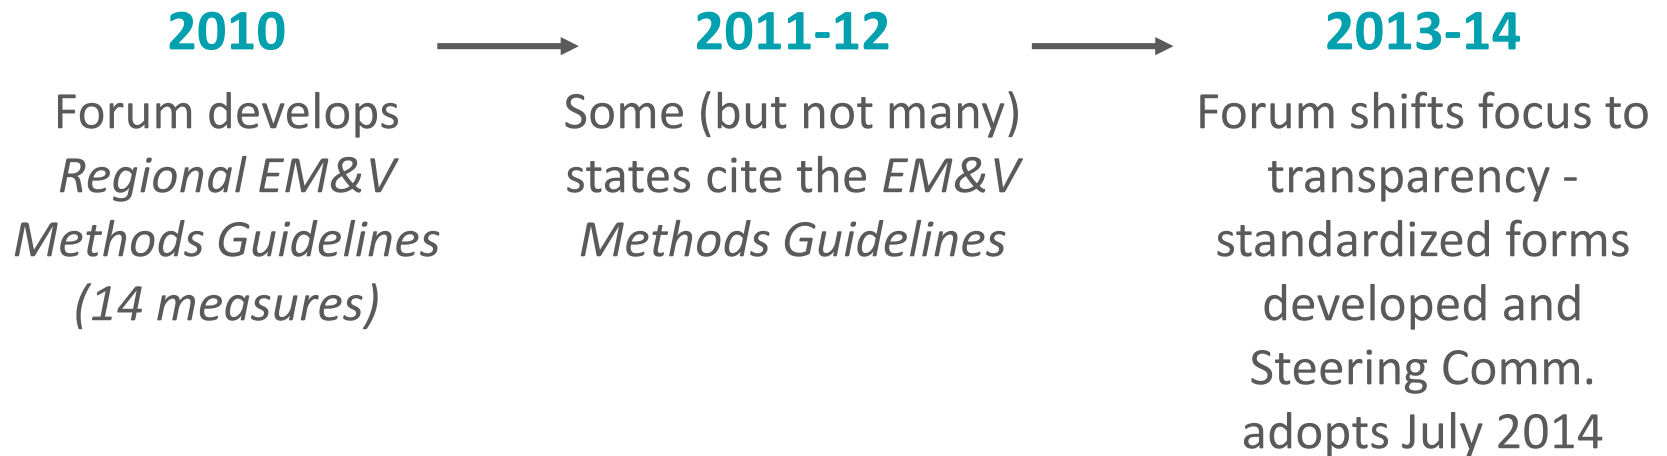 2010
Forum develops
Regional EM&V
Methods Guidelines
(14 measures)
2011-12
Some (but not many)
states cite the EM&V
Methods Guidelines
2013-14
Forum shifts focus to
transparency -
standardized forms
developed and
Steering Comm.
adopts July 2014